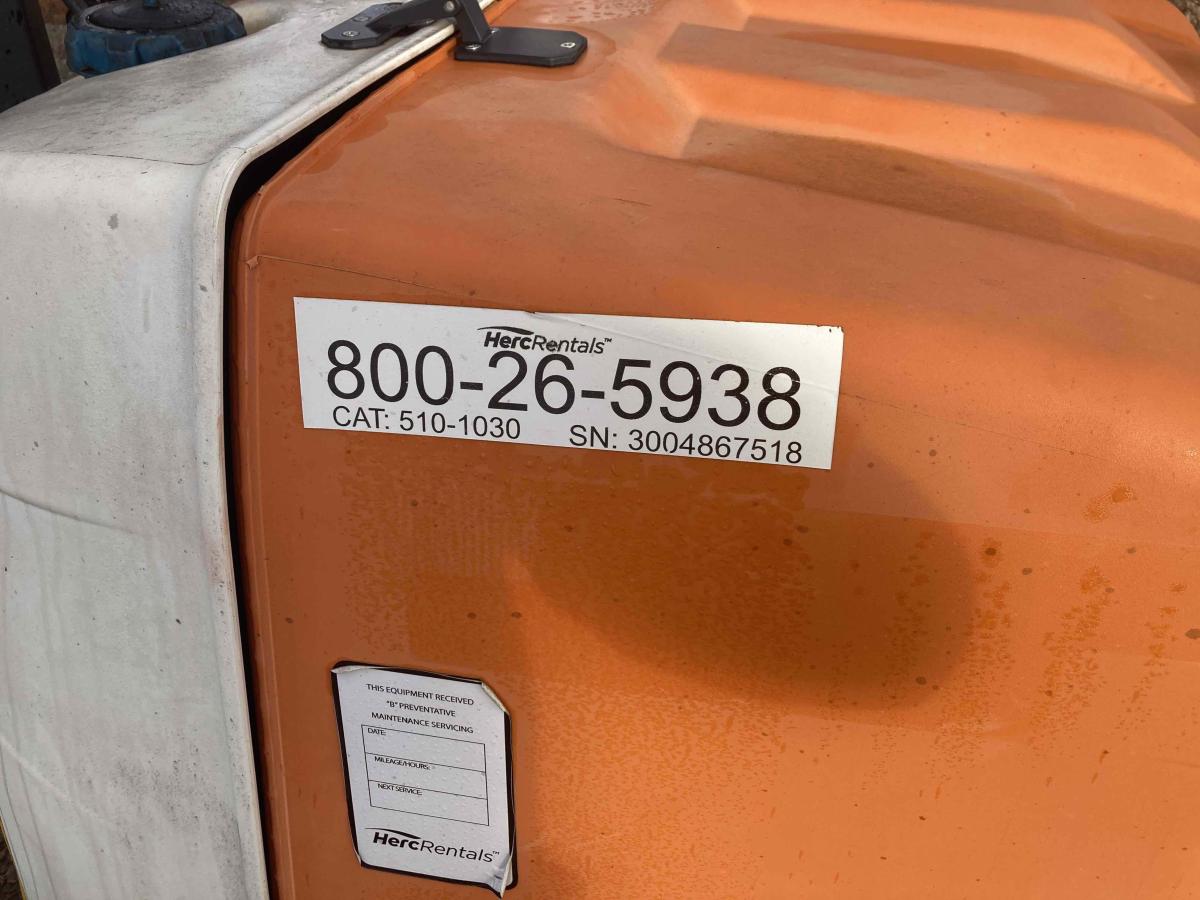 HercRentals™
800-26-5938
CAT: 510-1030 SN: 3004867518
THIS EQUIPMENT RECEIVED
"B" PREVENTATIVE
MAINTENANCE SERVICING
DATE:
MILEAGE/HOURS:
NEXT SERVICE:
HercRentals™